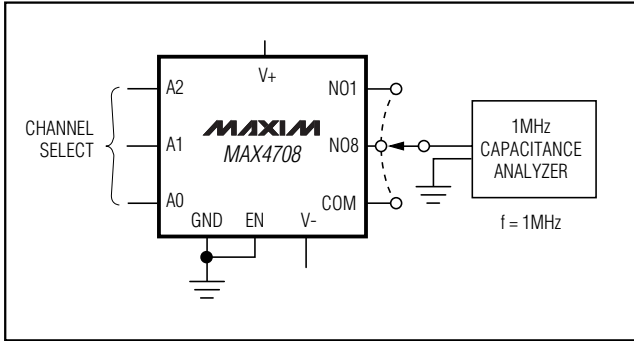 V+
A2
A1
A0
CHANNEL
SELECT
MAXIM
MAX4708
NO1
NO8
COM
GND EN V-
1MHz
CAPACITANCE
ANALYZER
f = 1MHz